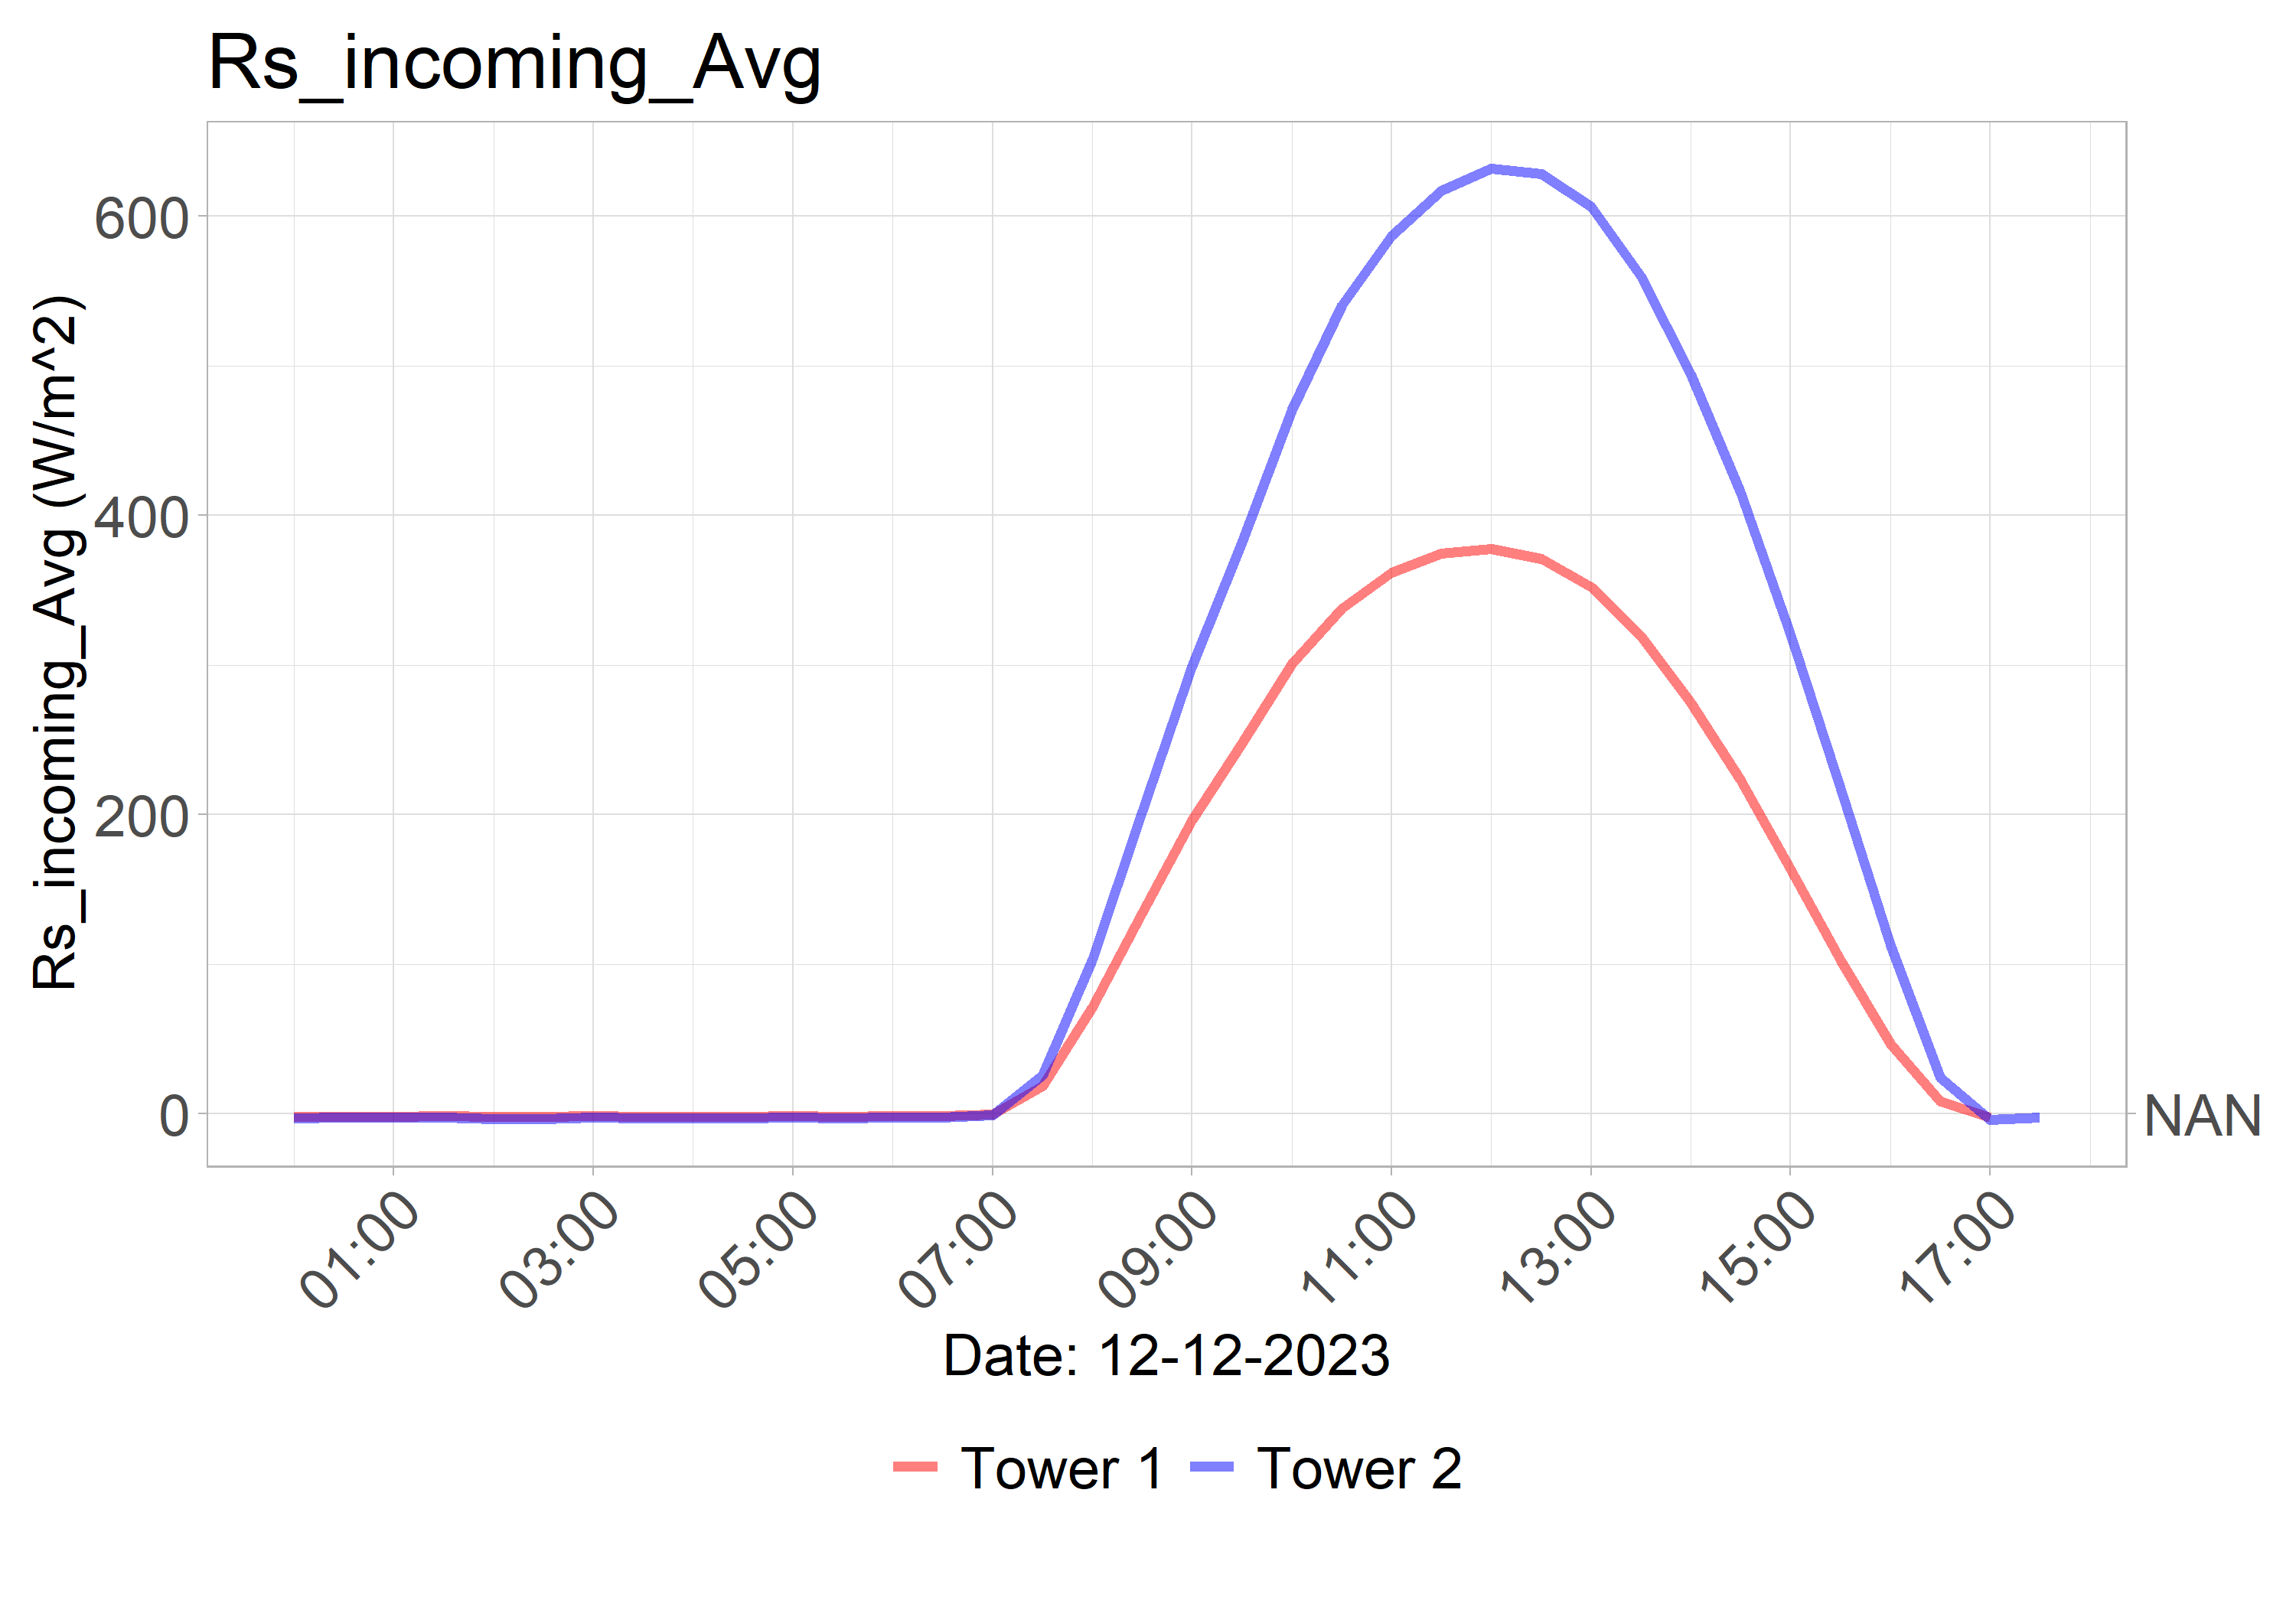 Rs_incoming_Avg
Rs_incoming_Avg (W/m^2)
600
400
200
0
NAN
01:00
03:00
05:00
07:00
09:00
11:00
13:00
15:00
17:00
Date: 12-12-2023
Tower 1
Tower 2